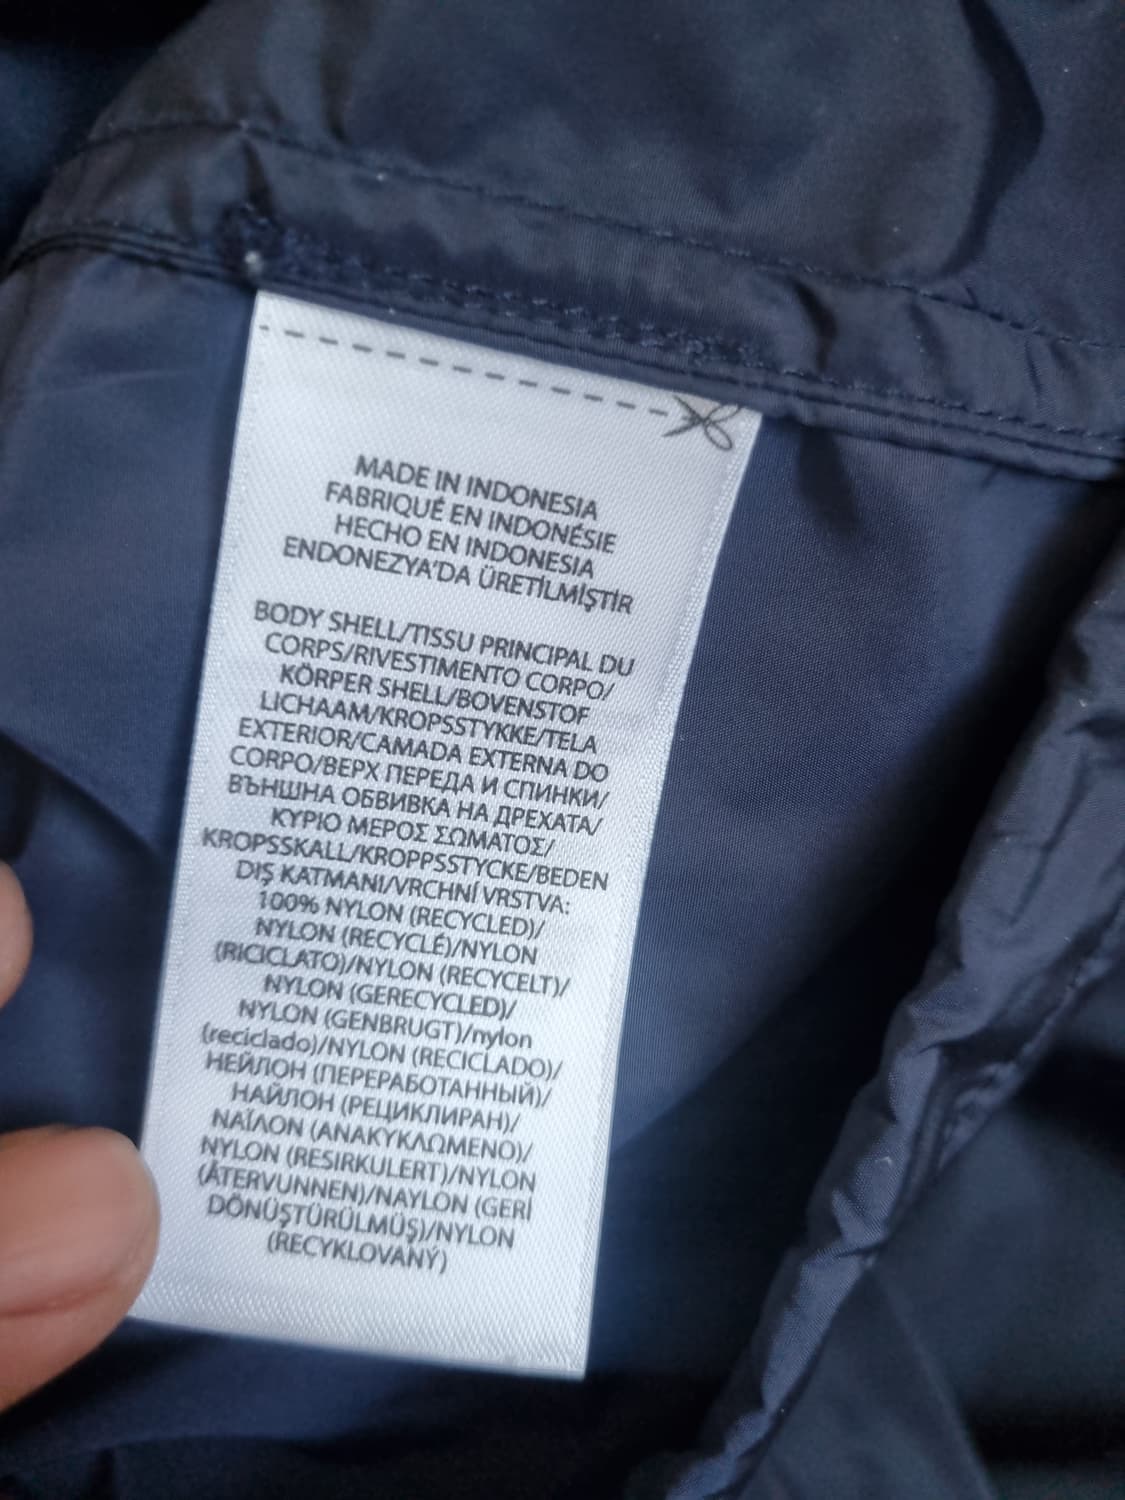 MADE IN INDONESIA
FABRIQUÉ EN INDONÉSIE
HECHO EN INDONESIA
ENDONEZYA'DA ÜRETİLMİŞTİR
BODY SHELL/TISSU PRINCIPAL DU
CORPS/RIVESTIMENTO CORPO/
KÖRPER SHELL/BOVENSTOF
LICHAAM/KROPSSTYKKE/TELA
EXTERIOR/CAMADA EXTERNA DO
CORPO/ВЕРХ ПЕРЕДА И СПИНКИ/
ВЪНШНА ОБВИВКА НА ДРЕХАТА/
ΚΥΡΙΟ ΜΕΡΟΣ ΣΩΜΑΤΟΣ/
KROPSSKALL/KROPPSSTYCKE/BEDEN
DIŞ KATMANI/VRCHNÍ VRSTVA:
100% NYLON (RECYCLED)/
NYLON (RECYCLÉ)/NYLON
(RICICLATO)/NYLON (RECYCELT)/
NYLON (GERECYCLED)/
NYLON (GENBRUGT)/nylon
(reciclado)/NYLON (RECICLADO)/
НЕЙЛОН (ПЕРЕРАБОТАННЫЙ)/
НАЙЛОН (РЕЦИКЛИРАН)/
ΝΑΪΛΟΝ (ΑΝΑΚΥΚΛΩΜΕΝΟ)/
NYLON (RESIRKULERT)/NYLON
(ÅTERVUNNEN)/NAYLON (GERİ
DÖNÜŞTÜRÜLMÜŞ)/NYLON
(RECYKLOVANÝ)